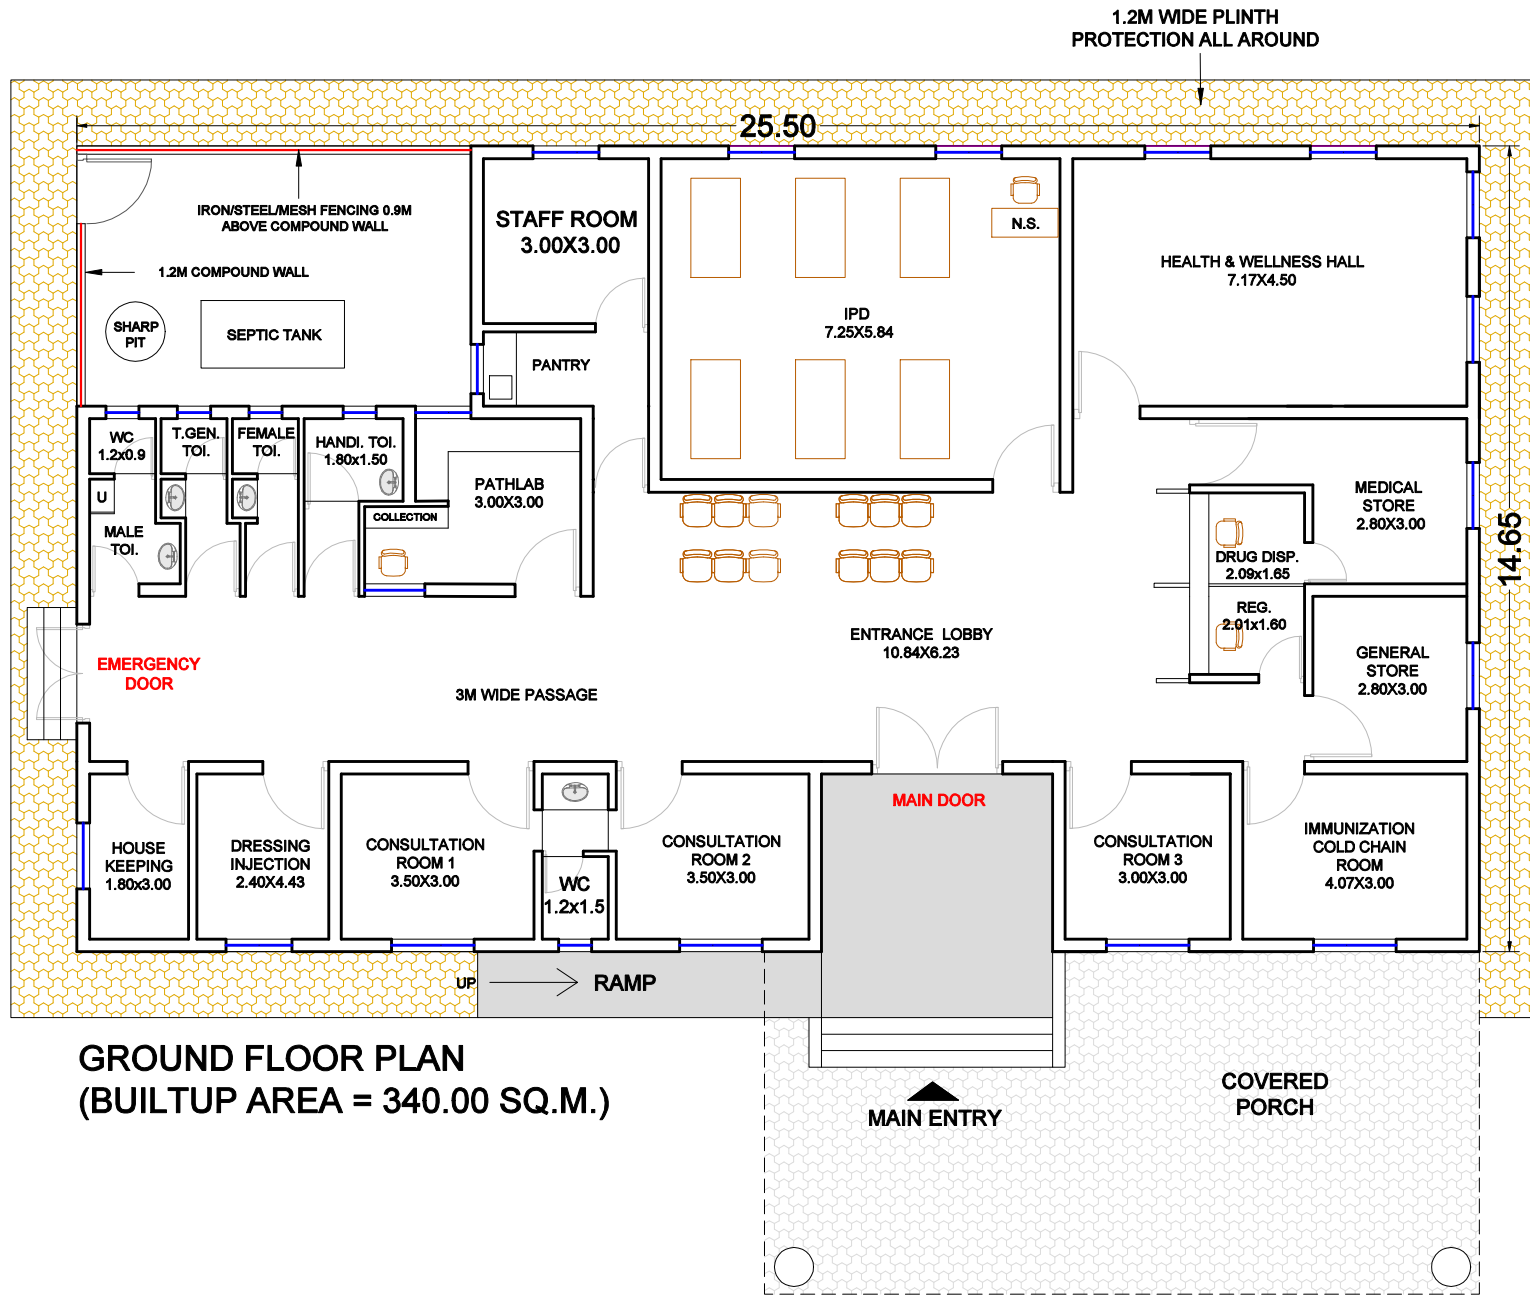 1.2M WIDE PLINTH
PROTECTION ALL AROUND
25.50
IRON/STEEL/MESH FENCING 0.9M
ABOVE COMPOUND WALL
1.2M COMPOUND WALL
SHARP
PIT
SEPTIC TANK
STAFF ROOM
3.00X3.00
PANTRY
N.S.
IPD
7.25X5.84
HEALTH & WELLNESS HALL
7.17X4.50
14.65
WC
1.2x0.9
T.GEN.
TOI.
FEMALE
TOI.
HANDI. TOI.
1.80x1.50
U
MALE
TOI.
PATHLAB
3.00X3.00
COLLECTION
MEDICAL
STORE
2.80X3.00
DRUG DISP.
2.09x1.65
REG.
2.01x1.60
GENERAL
STORE
2.80X3.00
ENTRANCE LOBBY
10.84X6.23
EMERGENCY
DOOR
3M WIDE PASSAGE
MAIN DOOR
HOUSE
KEEPING
1.80x3.00
DRESSING
INJECTION
2.40X4.43
CONSULTATION
ROOM 1
3.50X3.00
WC
1.2x1.5
CONSULTATION
ROOM 2
3.50X3.00
CONSULTATION
ROOM 3
3.00X3.00
IMMUNIZATION
COLD CHAIN
ROOM
4.07X3.00
UP
RAMP
GROUND FLOOR PLAN
(BUILTUP AREA = 340.00 SQ.M.)
MAIN ENTRY
COVERED
PORCH